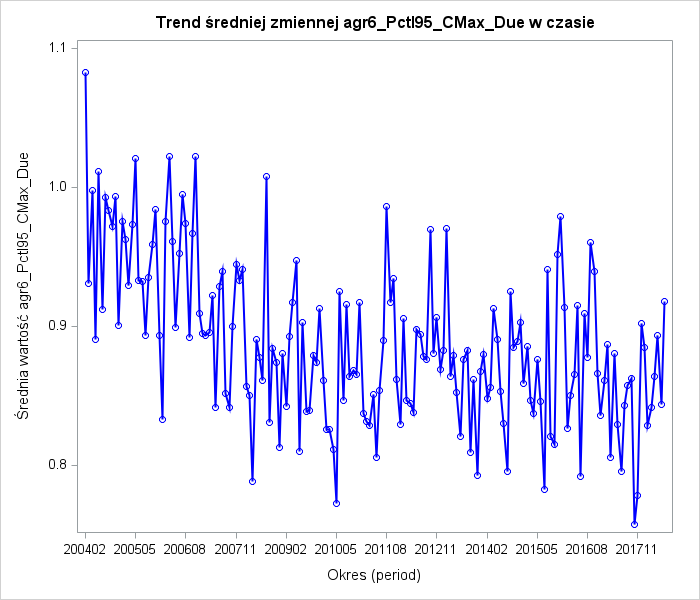 Trend średniej zmiennej agr6_Pctl95_CMax_Due w czasie
Średnia wartość agr6_Pctl95_CMax_Due
1.1
1.0
0.9
0.8
200402 200505 200608 200711 200902 201005 201108 201211 201402 201505 201608 201711
Okres (period)